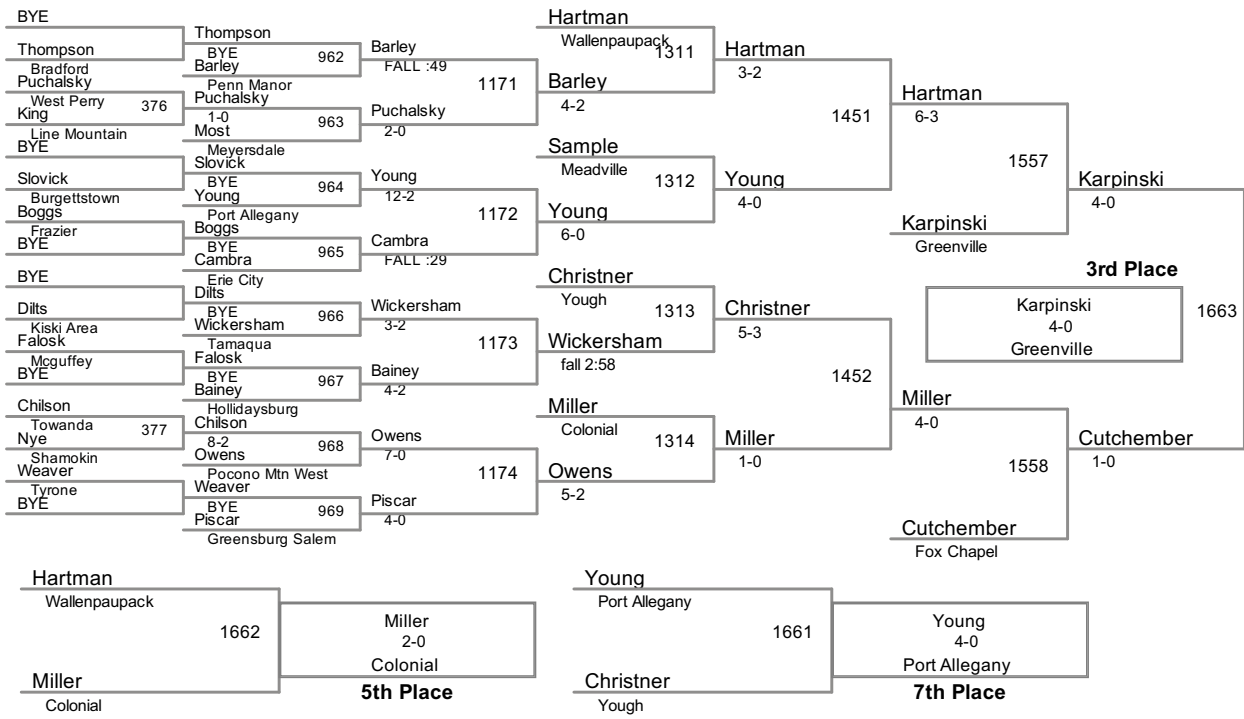 BYE
Thompson
Bradford
Puchalsky
West Perry
376
King
Line Mountain
BYE
Slovick
Burgettstown
Boggs
Frazier
BYE
BYE
Dilts
Kiski Area
Falosk
Mcguffey
BYE
Chilson
Towanda
377
Nye
Shamokin
Weaver
Tyrone
BYE
Thompson
BYE
962
Barley
Penn Manor
Puchalsky
1-0
963
Most
Meyersdale
Slovick
BYE
964
Young
Port Allegany
Boggs
BYE
965
Cambra
Erie City
Dilts
BYE
966
Wickersham
Tamaqua
Falosk
BYE
967
Bainey
Hollidaysburg
Chilson
8-2
968
Owens
Pocono Mtn West
Weaver
BYE
969
Piscar
Greensburg Salem
Barley
FALL :49
1171
Puchalsky
2-0
Young
12-2
1172
Cambra
FALL :29
Wickersham
3-2
1173
Bainey
4-2
Owens
7-0
1174
Piscar
4-0
Hartman
Wallenpaupack
1311
Barley
4-2
Sample
Meadville
1312
Young
6-0
Christner
Yough
1313
Wickersham
fall 2:58
Miller
Colonial
1314
Owens
5-2
Hartman
3-2
1451
Young
4-0
Christner
5-3
1452
Miller
1-0
Hartman
6-3
1557
Karpinski
Greenville
Miller
4-0
1558
Cutchember
Fox Chapel
Karpinski
4-0
3rd Place
1663
Karpinski
4-0
Greenville
Cutchember
1-0
Hartman
Wallenpaupack
1662
Miller
Colonial
Miller
2-0
Colonial
5th Place
Young
Port Allegany
1661
Christner
Yough
Young
4-0
Port Allegany
7th Place